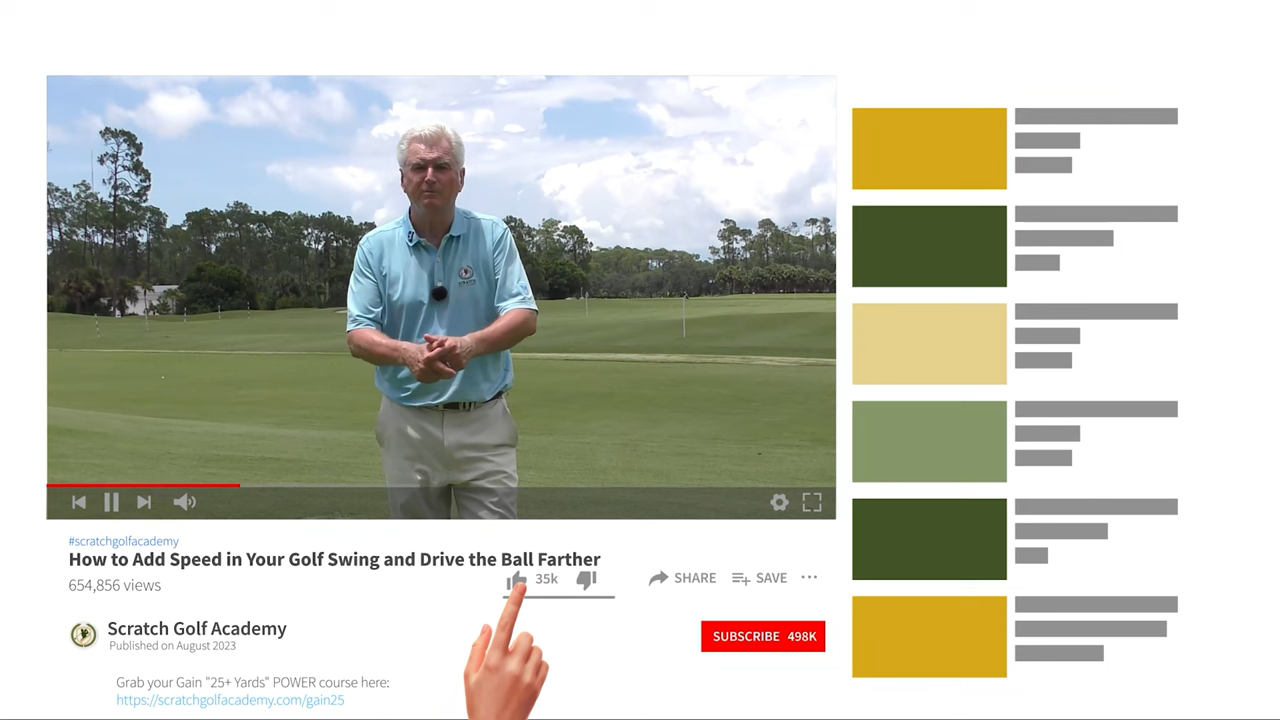 #scratchgolfacademy
How to Add Speed in Your Golf Swing and Drive the Ball Farther
654,856 views
35k
SHARE
SAVE
Scratch Golf Academy
Published on August 2023
SUBSCRIBE 498K
Grab your Gain "25+ Yards" POWER course here:
https://scratchgolfacademy.com/gain25